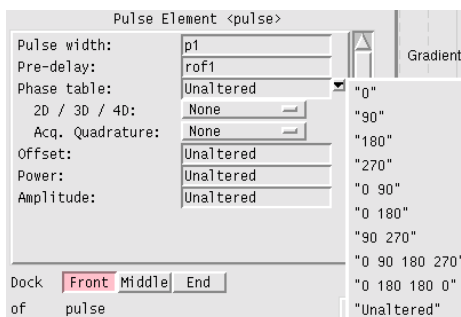 Pulse Element <pulse>
Pulse width: p1
Pre-delay: rof1
Phase table: Unaltered
2D / 3D / 4D: None
Acq. Quadrature: None
Offset: Unaltered
Power: Unaltered
Amplitude: Unaltered
Dock Front Middle End
of pulse
Gradient
"0"
"90"
"180"
"270"
"0 90"
"0 180"
"90 270"
"0 90 180 270"
"0 180 180 0"
"Unaltered"